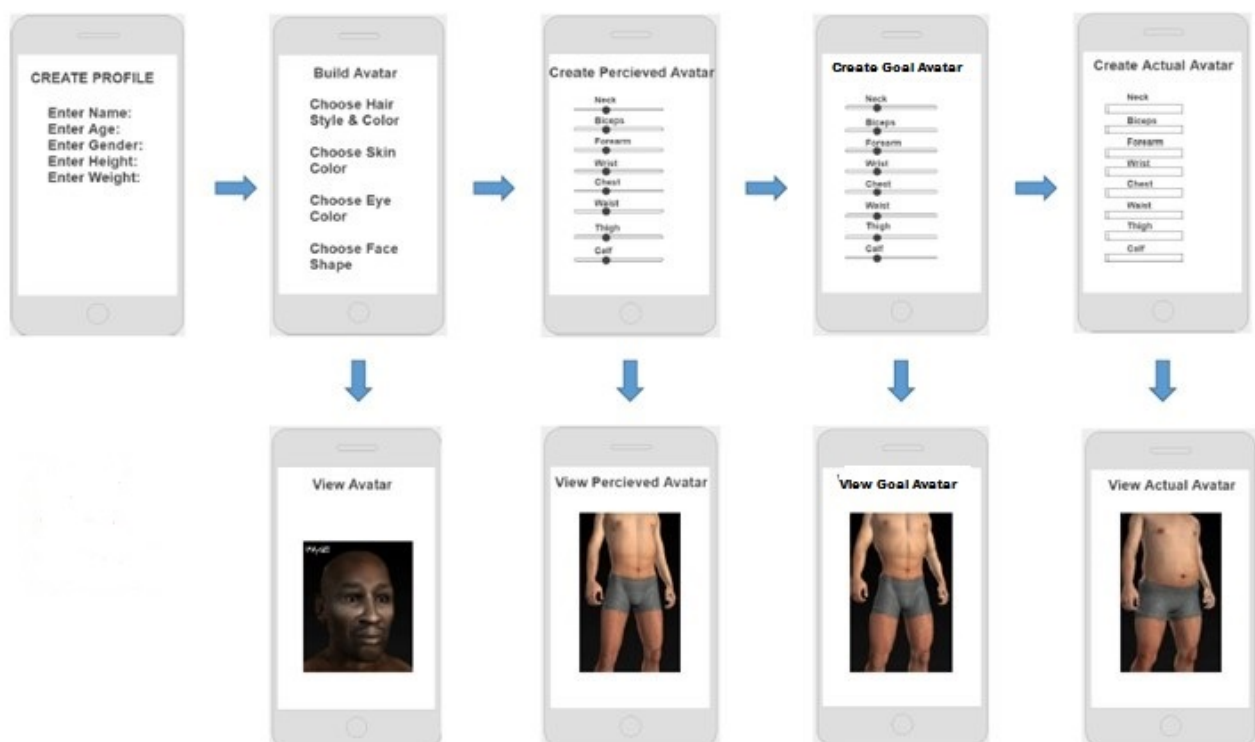 CREATE PROFILE
Enter Name:
Enter Age:
Enter Gender:
Enter Height:
Enter Weight:
Build Avatar
Choose Hair
Style & Color
Choose Skin
Color
Choose Eye
Color
Choose Face
Shape
Create Percieved Avatar
Neck
Biceps
Forearm
Wrist
Chest
Waist
Thigh
Calf
Create Goal Avatar
Neck
Biceps
Forearm
Wrist
Chest
Waist
Thigh
Calf
Create Actual Avatar
Neck
Biceps
Forearm
Wrist
Chest
Waist
Thigh
Calf
View Avatar
View Percieved Avatar
View Goal Avatar
View Actual Avatar